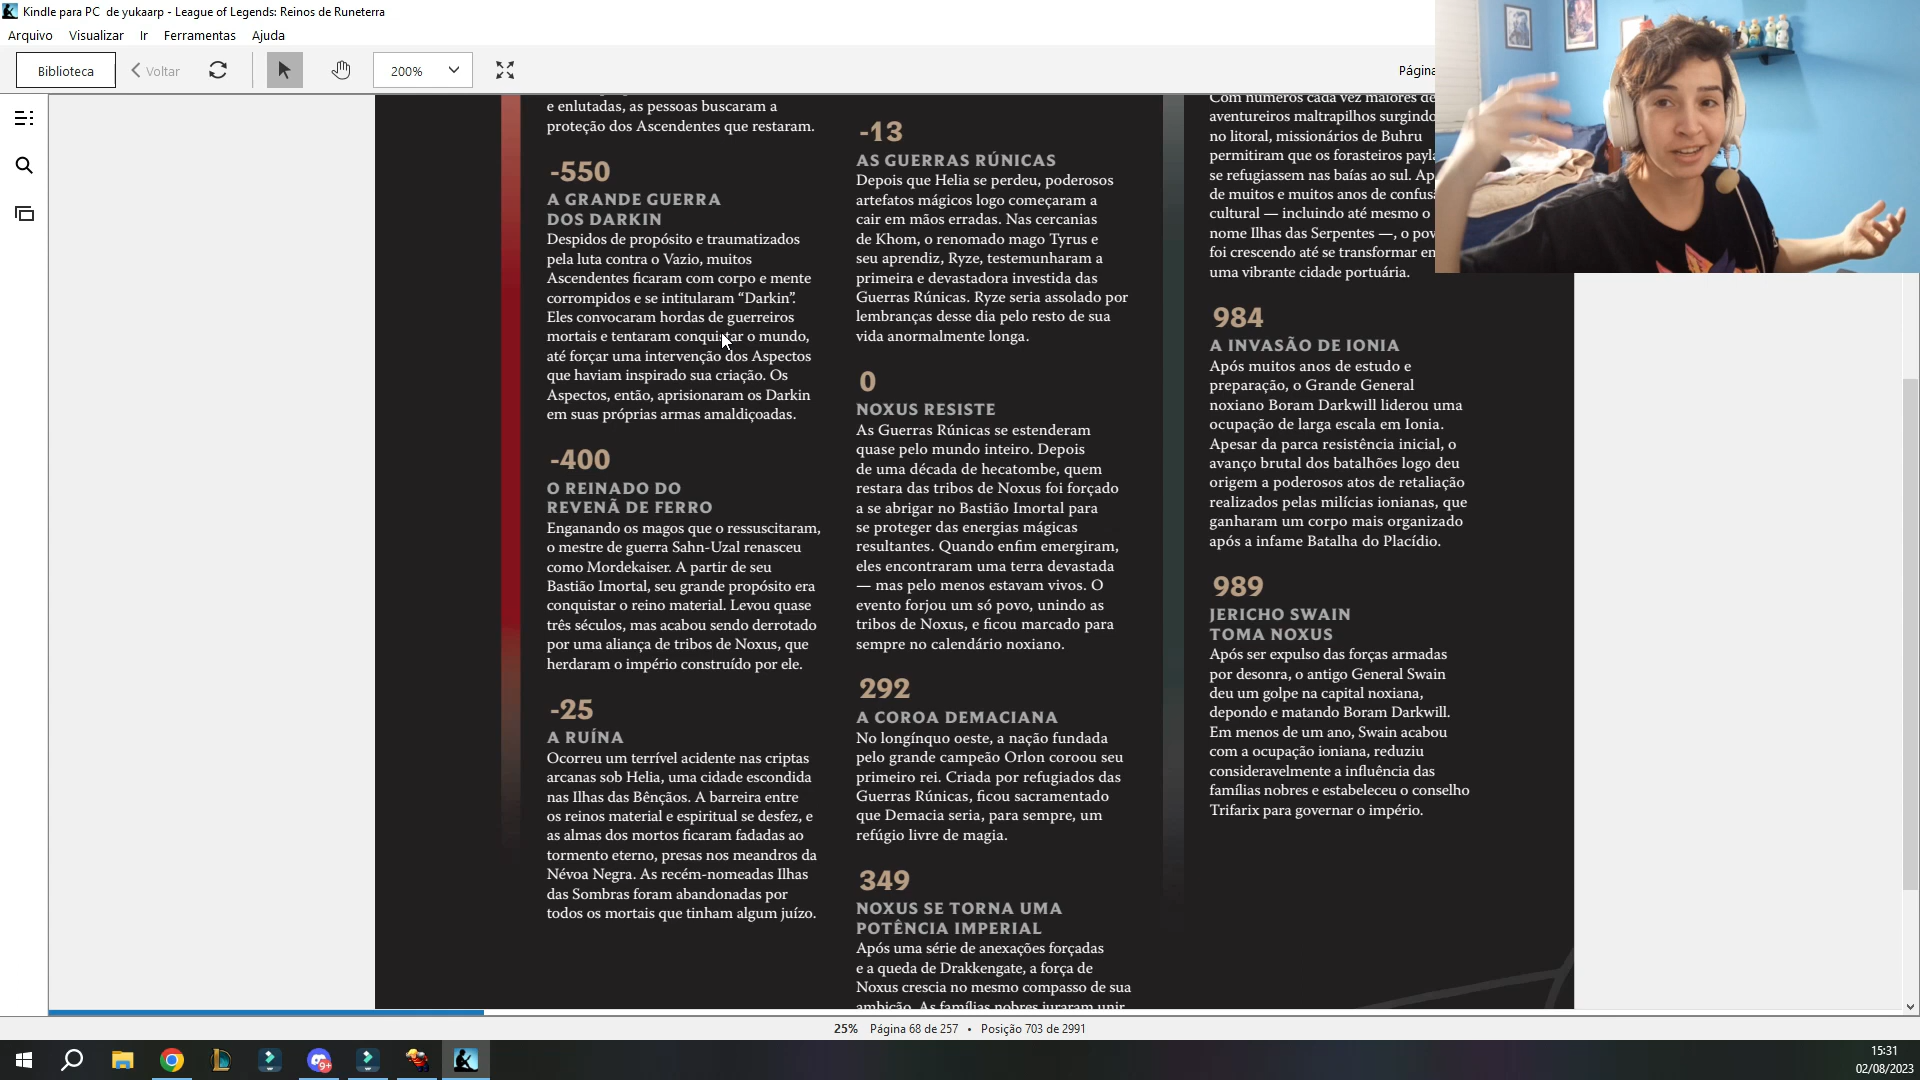 Kindle para PC de yukaarp - League of Legends: Reinos de Runeterra
Arquivo Visualizar Ir Ferramentas Ajuda
Biblioteca
Voltar
200%
Página
e enlutadas, as pessoas buscaram a
proteção dos Ascendentes que restaram.
-550
A GRANDE GUERRA
DOS DARKIN
Despidos de propósito e traumatizados
pela luta contra o Vazio, muitos
Ascendentes ficaram com corpo e mente
corrompidos e se intitularam “Darkin”.
Eles convocaram hordas de guerreiros
mortais e tentaram conquistar o mundo,
até forçar uma intervenção dos Aspectos
que haviam inspirado sua criação. Os
Aspectos, então, aprisionaram os Darkin
em suas próprias armas amaldiçoadas.
-400
O REINADO DO
REVENÃ DE FERRO
Enganando os magos que o ressuscitaram,
o mestre de guerra Sahn-Uzal renasceu
como Mordekaiser. A partir de seu
Bastião Imortal, seu grande propósito era
conquistar o reino material. Levou quase
três séculos, mas acabou sendo derrotado
por uma aliança de tribos de Noxus, que
herdaram o império construído por ele.
-25
A RUÍNA
Ocorreu um terrível acidente nas criptas
arcanas sob Helia, uma cidade escondida
nas Ilhas das Bênçãos. A barreira entre
os reinos material e espiritual se desfez, e
as almas dos mortos ficaram fadadas ao
tormento eterno, presas nos meandros da
Névoa Negra. As recém-nomeadas Ilhas
das Sombras foram abandonadas por
todos os mortais que tinham algum juízo.
-13
AS GUERRAS RÚNICAS
Depois que Helia se perdeu, poderosos
artefatos mágicos logo começaram a
cair em mãos erradas. Nas cercanias
de Khom, o renomado mago Tyrus e
seu aprendiz, Ryze, testemunharam a
primeira e devastadora investida das
Guerras Rúnicas. Ryze seria assolado por
lembranças desse dia pelo resto de sua
vida anormalmente longa.
0
NOXUS RESISTE
As Guerras Rúnicas se estenderam
quase pelo mundo inteiro. Depois
de uma década de hecatombe, quem
restara das tribos de Noxus foi forçado
a se abrigar no Bastião Imortal para
se proteger das energias mágicas
resultantes. Quando enfim emergiram,
eles encontraram uma terra devastada
— mas pelo menos estavam vivos. O
evento forjou um só povo, unindo as
tribos de Noxus, e ficou marcado para
sempre no calendário noxiano.
292
A COROA DEMACIANA
No longínquo oeste, a nação fundada
pelo grande campeão Orlon coroou seu
primeiro rei. Criada por refugiados das
Guerras Rúnicas, ficou sacramentado
que Demacia seria, para sempre, um
refúgio livre de magia.
349
NOXUS SE TORNA UMA
POTÊNCIA IMPERIAL
Após uma série de anexações forçadas
e a queda de Drakkengate, a força de
Noxus crescia no mesmo compasso de sua
ambição. As famílias nobres juraram unir
Com números cada vez maiores de
aventureiros maltrapilhos surgindo
no litoral, missionários de Buhru
permitiram que os forasteiros
se refugiassem nas baías ao sul.
de muitos e muitos anos de
cultural — incluindo até mesmo o
nome Ilhas das Serpentes —, o
foi crescendo até se transformar
uma vibrante cidade portuária.
984
A INVASÃO DE IONIA
Após muitos anos de estudo e
preparação, o Grande General
noxiano Boram Darkwill liderou uma
ocupação de larga escala em Ionia.
Apesar da parca resistência inicial, o
avanço brutal dos batalhões logo deu
origem a poderosos atos de retaliação
realizados pelas milícias ionianas, que
ganharam um corpo mais organizado
após a infame Batalha do Placídio.
989
JERICHO SWAIN
TOMA NOXUS
Após ser expulso das forças armadas
por desonra, o antigo General Swain
deu um golpe na capital noxiana,
depondo e matando Boram Darkwill.
Em menos de um ano, Swain acabou
com a ocupação ioniana, reduziu
consideravelmente a influência das
famílias nobres e estabeleceu o conselho
Trifarix para governar o império.
25% Página 68 de 257 • Posição 703 de 2991
9+
15:31
02/08/2023